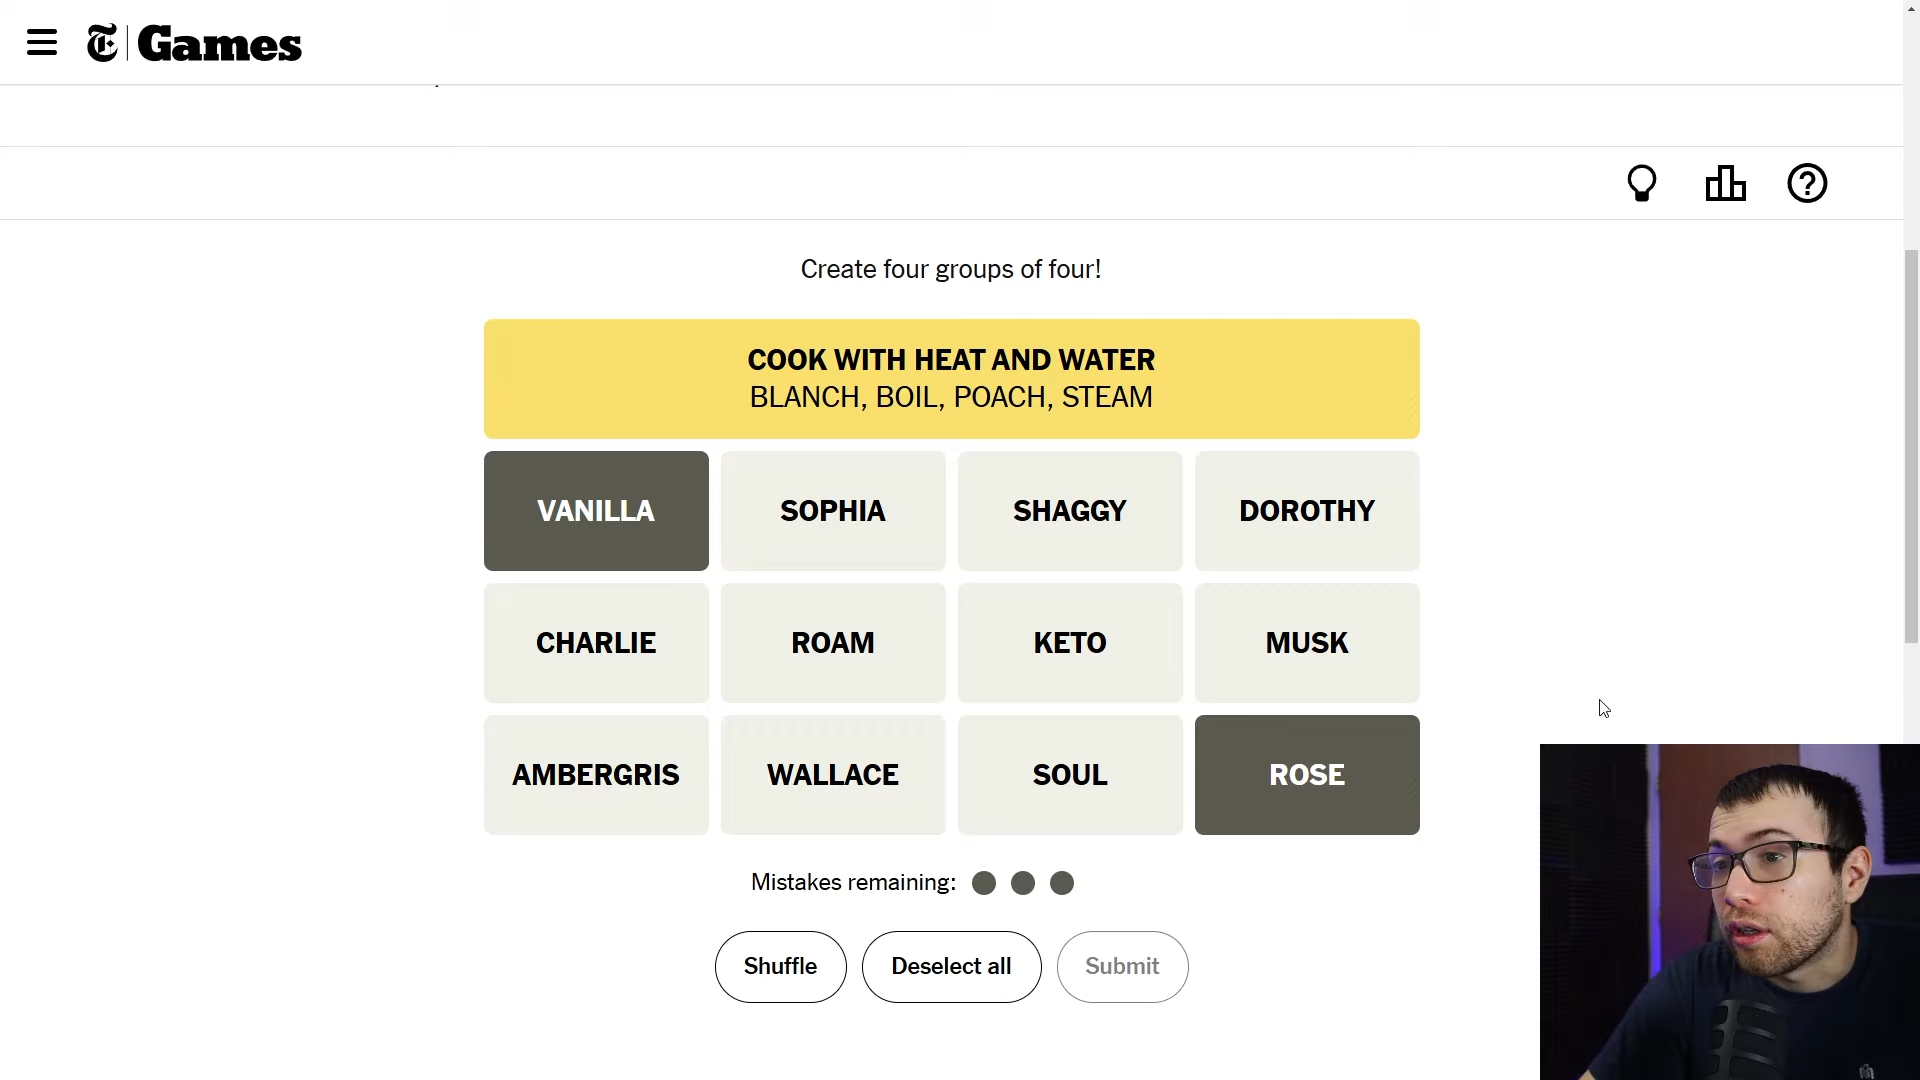 Games
Create four groups of four!
COOK WITH HEAT AND WATER
BLANCH, BOIL, POACH, STEAM
VANILLA SOPHIA SHAGGY DOROTHY
CHARLIE ROAM KETO MUSK
AMBERGRIS WALLACE SOUL ROSE
Mistakes remaining:
Shuffle Deselect all Submit